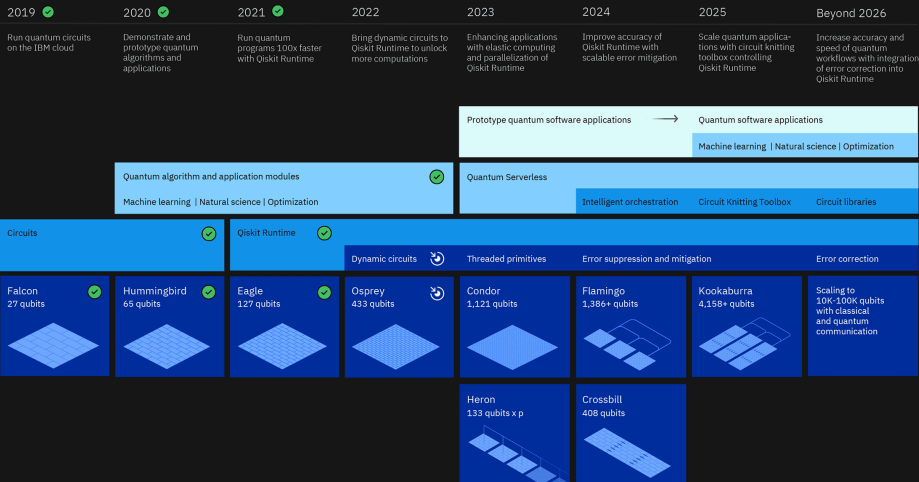 2019
2020
2021
2022
2023
2024
2025
Beyond 2026
Run quantum circuits
on the IBM cloud
Demonstrate and
prototype quantum
algorithms and
applications
Run quantum
programs 100x faster
with Qiskit Runtime
Bring dynamic circuits to
Qiskit Runtime to unlock
more computations
Enhancing applications
with elastic computing
and parallelization of
Qiskit Runtime
Improve accuracy of
Qiskit Runtime with
scalable error mitigation
Scale quantum applica-
tions with circuit knitting
toolbox controlling
Qiskit Runtime
Increase accuracy and
speed of quantum
workflows with integration
of error correction into
Qiskit Runtime
Prototype quantum software applications
Quantum software applications
Machine learning | Natural science | Optimization
Quantum algorithm and application modules
Machine learning | Natural science | Optimization
Quantum Serverless
Intelligent orchestration
Circuit Knitting Toolbox
Circuit libraries
Circuits
Qiskit Runtime
Dynamic circuits
Threaded primitives
Error suppression and mitigation
Error correction
Falcon
27 qubits
Hummingbird
65 qubits
Eagle
127 qubits
Osprey
433 qubits
Condor
1,121 qubits
Flamingo
1,386+ qubits
Kookaburra
4,158+ qubits
Scaling to
10K-100K qubits
with classical
and quantum
communication
Heron
133 qubits x p
Crossbill
408 qubits